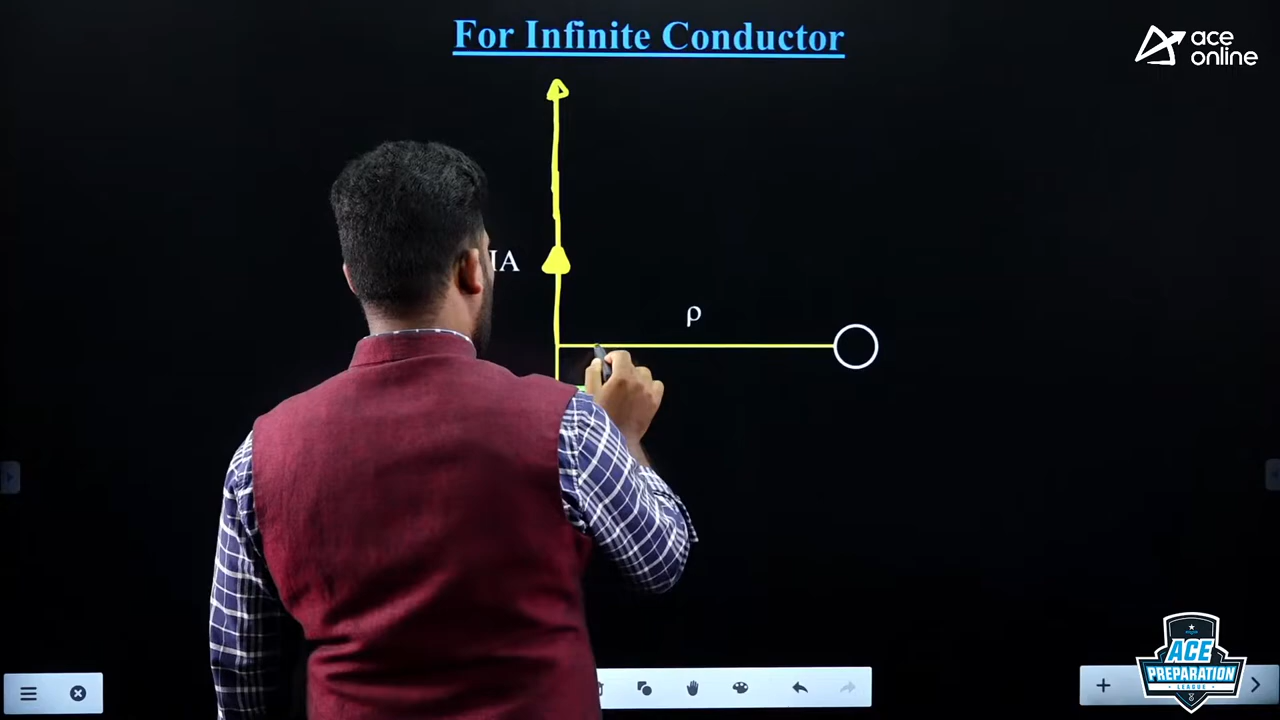 For Infinite Conductor
ace
online
IA
ρ
ACE
PREPARATION
LEAGUE